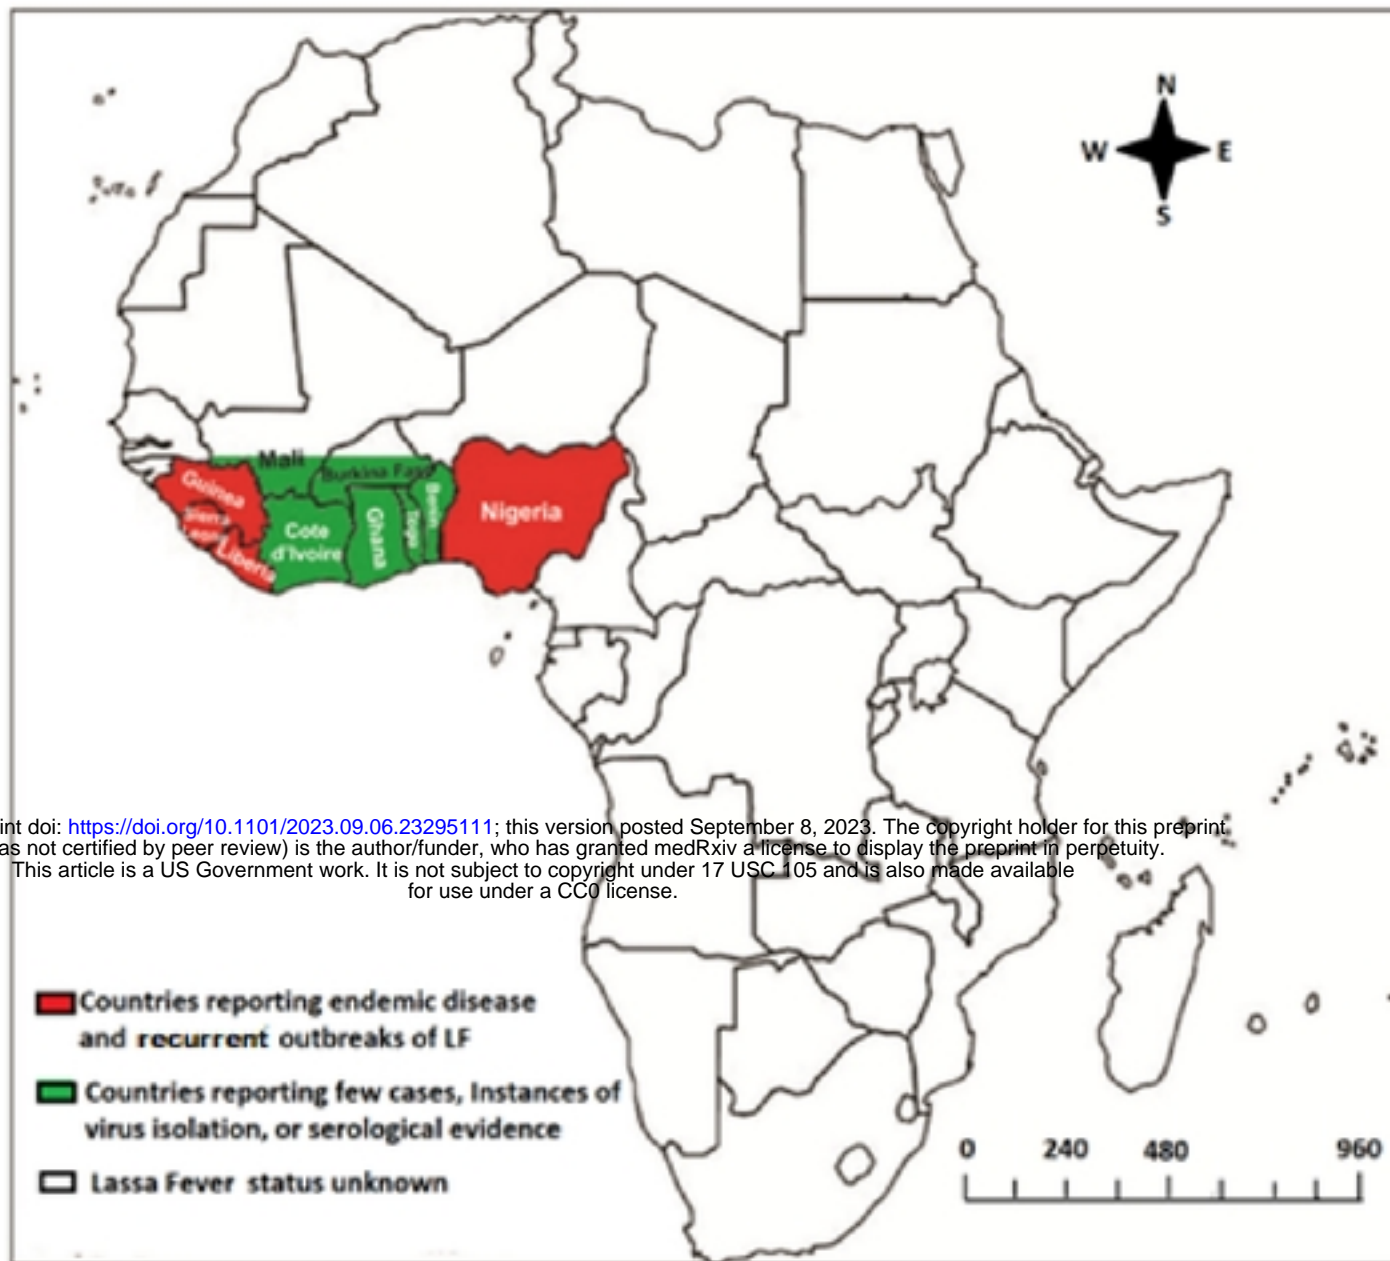 N
W E
S
Mali
Burkina Faso
Guinea
Sierra
Leone
Liberia
Cote
d'Ivoire
Ghana
Togo
Benin
Nigeria
int doi: https://doi.org/10.1101/2023.09.06.23295111; this version posted September 8, 2023. The copyright holder for this preprint
as not certified by peer review) is the author/funder, who has granted medRxiv a license to display the preprint in perpetuity.
This article is a US Government work. It is not subject to copyright under 17 USC 105 and is also made available
for use under a CC0 license.
Countries reporting endemic disease
and recurrent outbreaks of LF
Countries reporting few cases, Instances of
virus isolation, or serological evidence
Lassa Fever status unknown
0 240 480 960